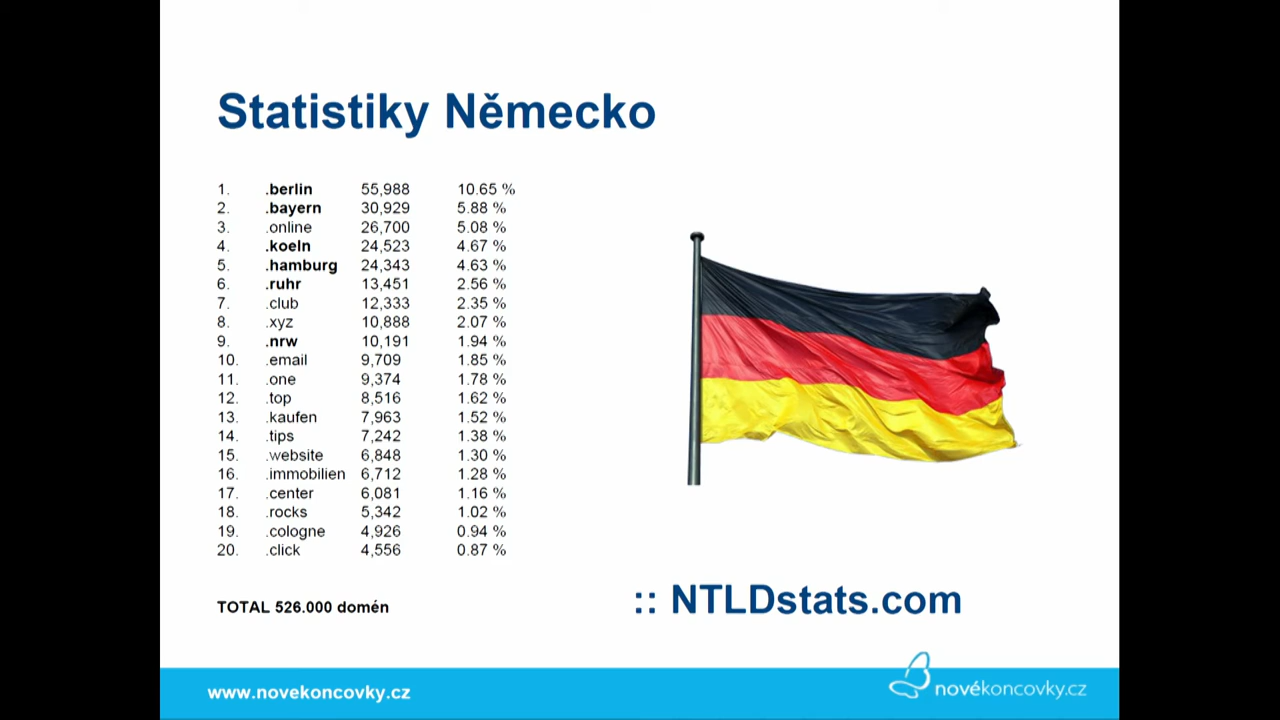 Statistiky Německo
1. .berlin 55,988 10.65 %
2. .bayern 30,929 5.88 %
3. .online 26,700 5.08 %
4. .koeln 24,523 4.67 %
5. .hamburg 24,343 4.63 %
6. .ruhr 13,451 2.56 %
7. .club 12,333 2.35 %
8. .xyz 10,888 2.07 %
9. .nrw 10,191 1.94 %
10. .email 9,709 1.85 %
11. .one 9,374 1.78 %
12. .top 8,516 1.62 %
13. .kaufen 7,963 1.52 %
14. .tips 7,242 1.38 %
15. .website 6,848 1.30 %
16. .immobilien 6,712 1.28 %
17. .center 6,081 1.16 %
18. .rocks 5,342 1.02 %
19. .cologne 4,926 0.94 %
20. .click 4,556 0.87 %
TOTAL 526.000 domén
:: NTLDstats.com
www.novekoncovky.cz
novékoncovky.cz